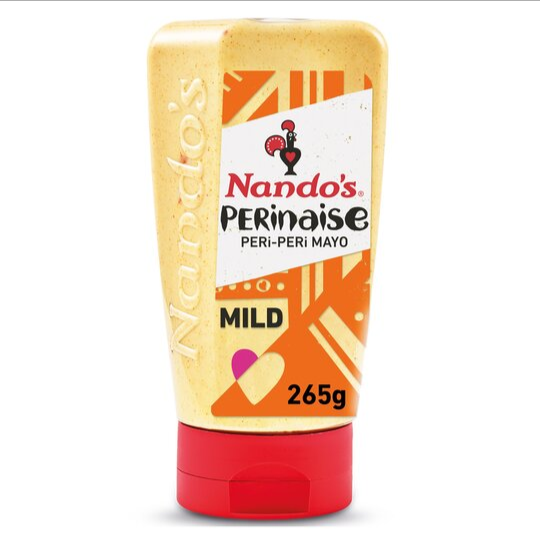 Nando's
Nando's®
PERinaisE
PERi-PERi MAYO
MILD
265g